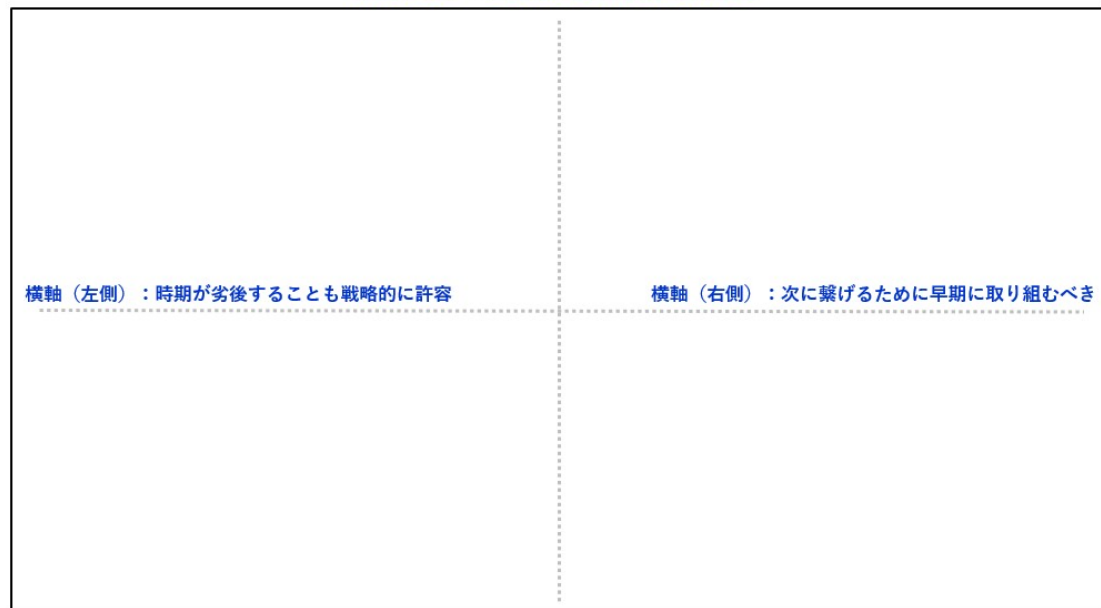 横軸（左側）：時期が劣後することも戦略的に許容
横軸（右側）：次に繋げるために早期に取り組むべき